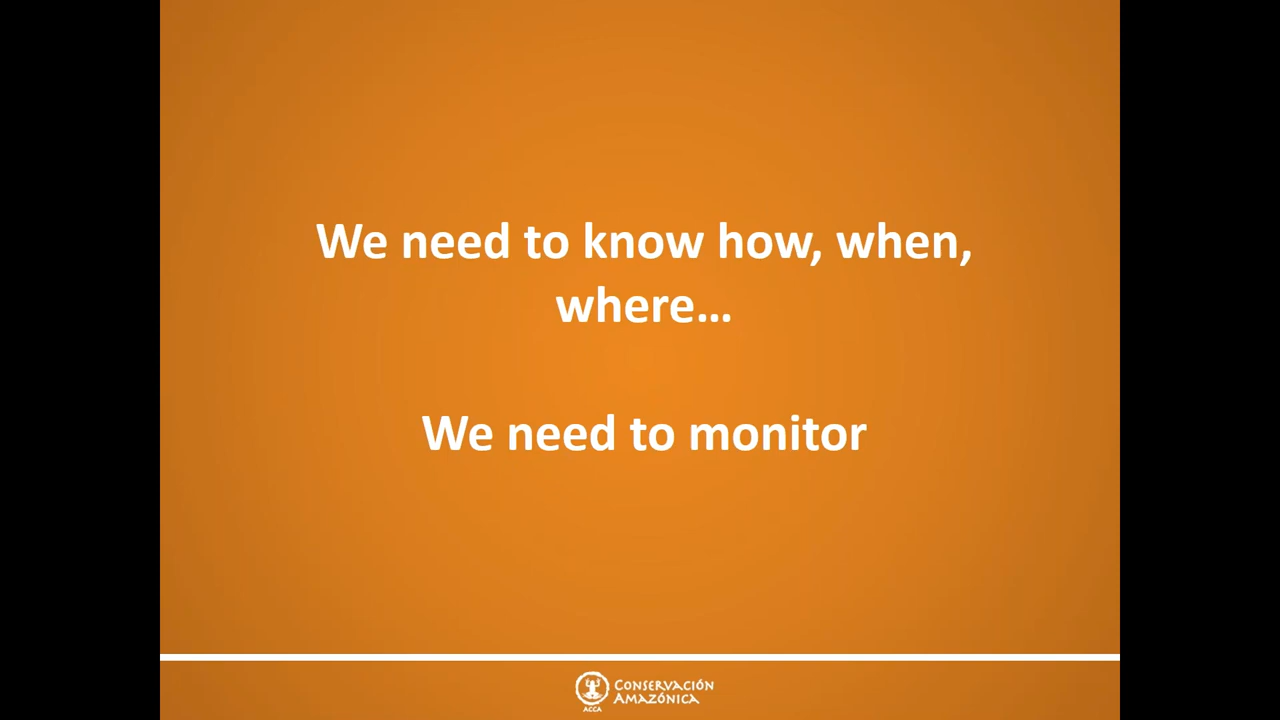 We need to know how, when,
where...
We need to monitor
CONSERVACIÓN
AMAZÓNICA
ACCA